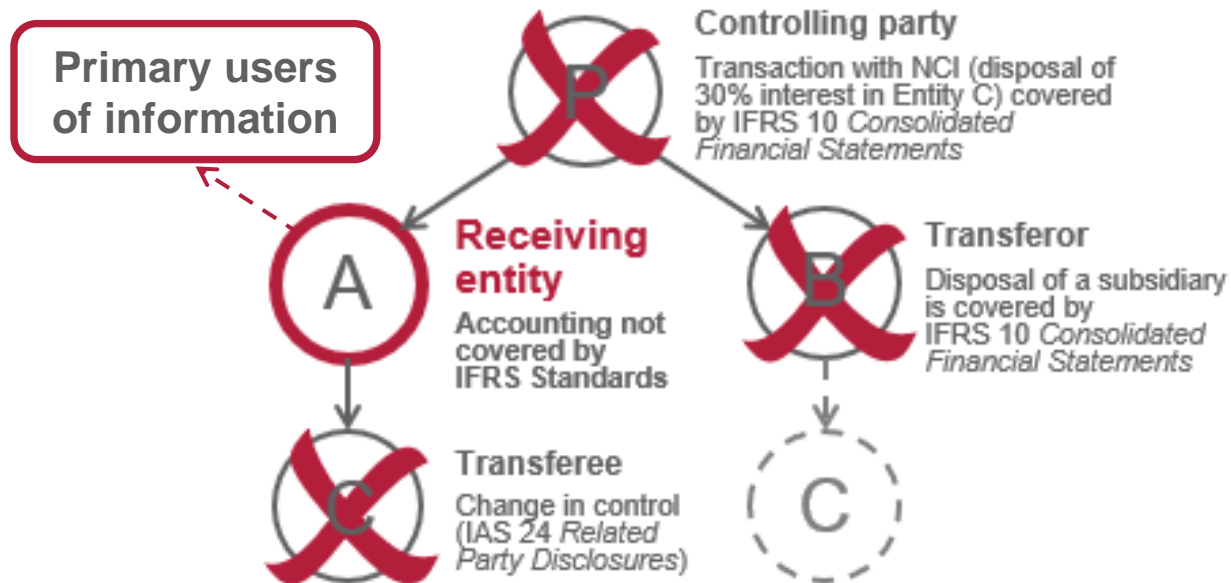 Primary users
of information
P
Controlling party
Transaction with NCI (disposal of
30% interest in Entity C) covered
by IFRS 10 Consolidated
Financial Statements
A
Receiving
entity
Accounting not
covered by
IFRS Standards
B
Transferor
Disposal of a subsidiary
is covered by
IFRS 10 Consolidated
Financial Statements
C
Transferee
Change in control
(IAS 24 Related
Party Disclosures)
C